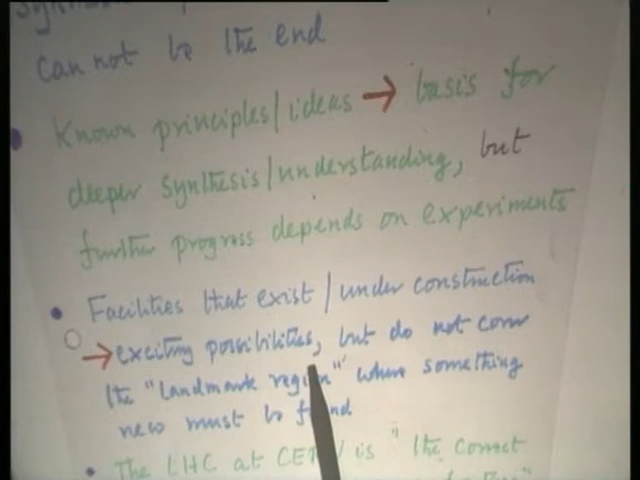 cannot be the end
• Known principles/ideas → basis for
deeper synthesis/understanding, but
further progress depends on experiments
• Facilities that exist/under construction
→ exciting possibilities, but do not cover
the "landmark region" where something
new must be found
• The LHC at CERN is "the correct